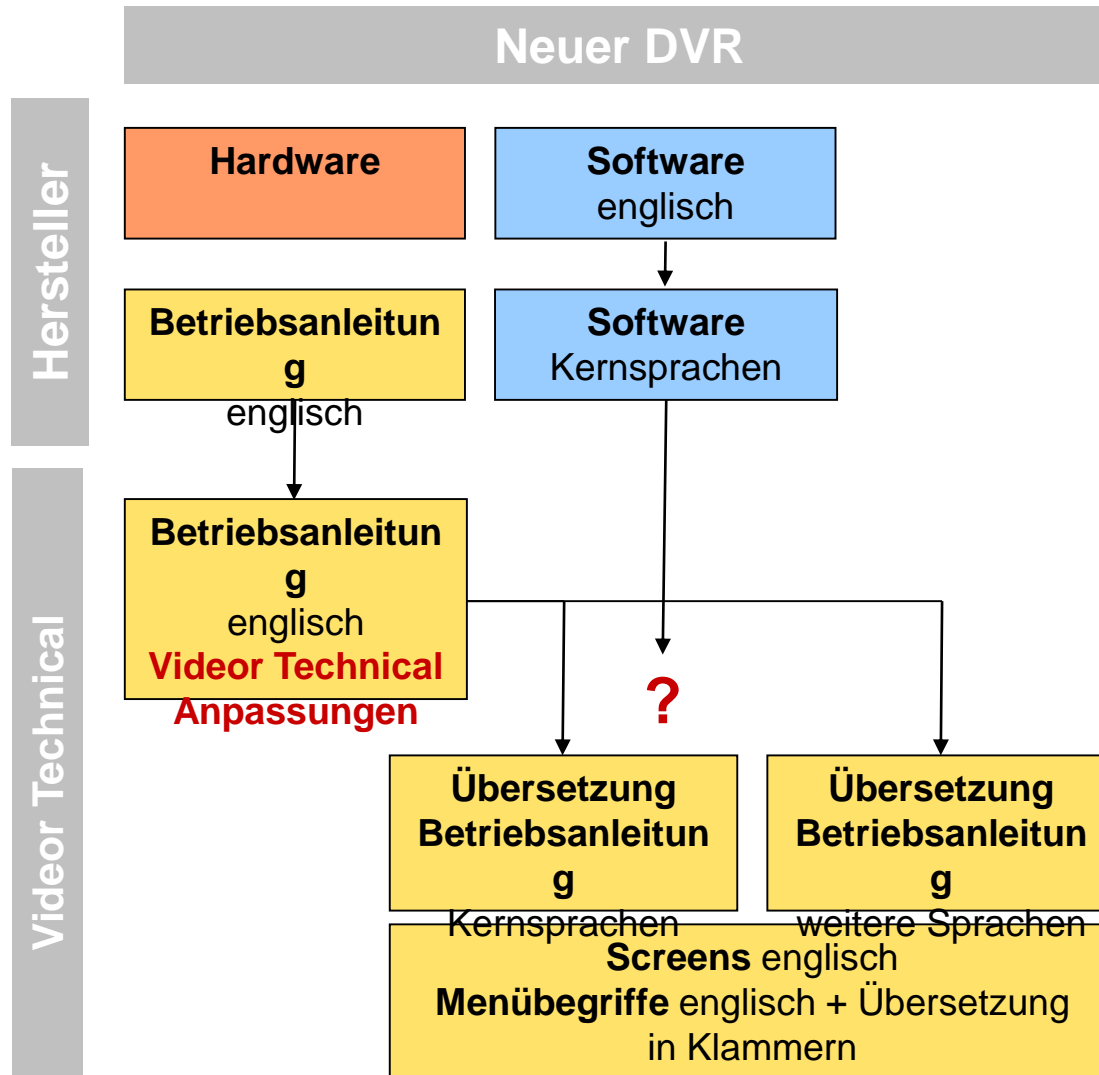 Neuer DVR
Hersteller
Hardware
Software
englisch
Betriebsanleitun
g
englisch
Software
Kernsprachen
Videor Technical
Betriebsanleitun
g
englisch
Videor Technical
Anpassungen
?
Übersetzung
Betriebsanleitun
g
Kernsprachen
Übersetzung
Betriebsanleitun
g
weitere Sprachen
Screens englisch
Menübegriffe englisch + Übersetzung
in Klammern